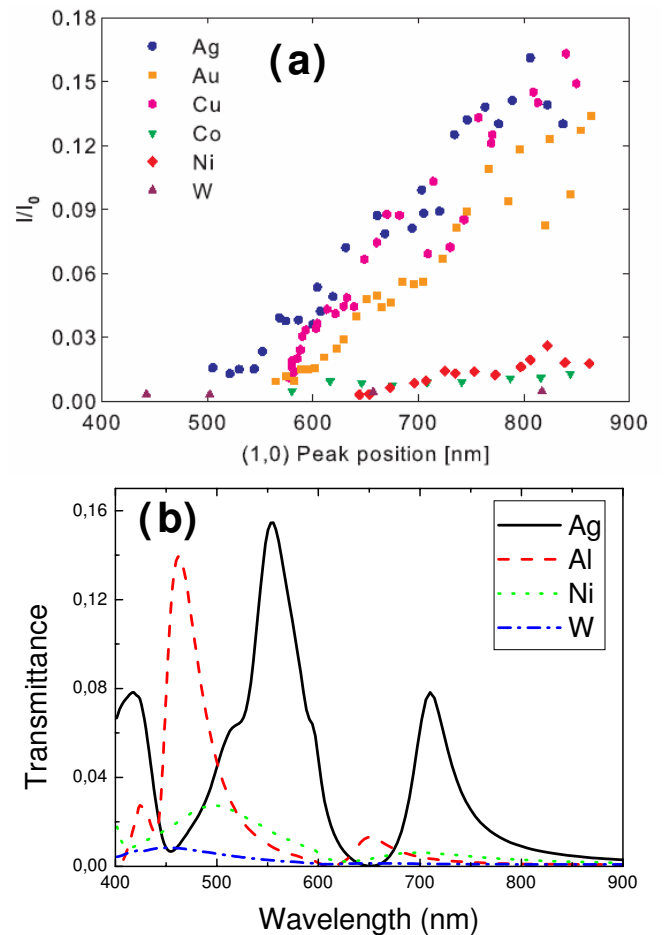 0.18
0.15
0.12
0.09
0.06
0.03
0.00
I/I0
Ag
Au
Cu
Co
Ni
W
(a)
400 500 600 700 800 900
(1,0) Peak position [nm]
0,16
0,12
0,08
0,04
0,00
Transmittance
(b)
Ag
Al
Ni
W
400 500 600 700 800 900
Wavelength (nm)